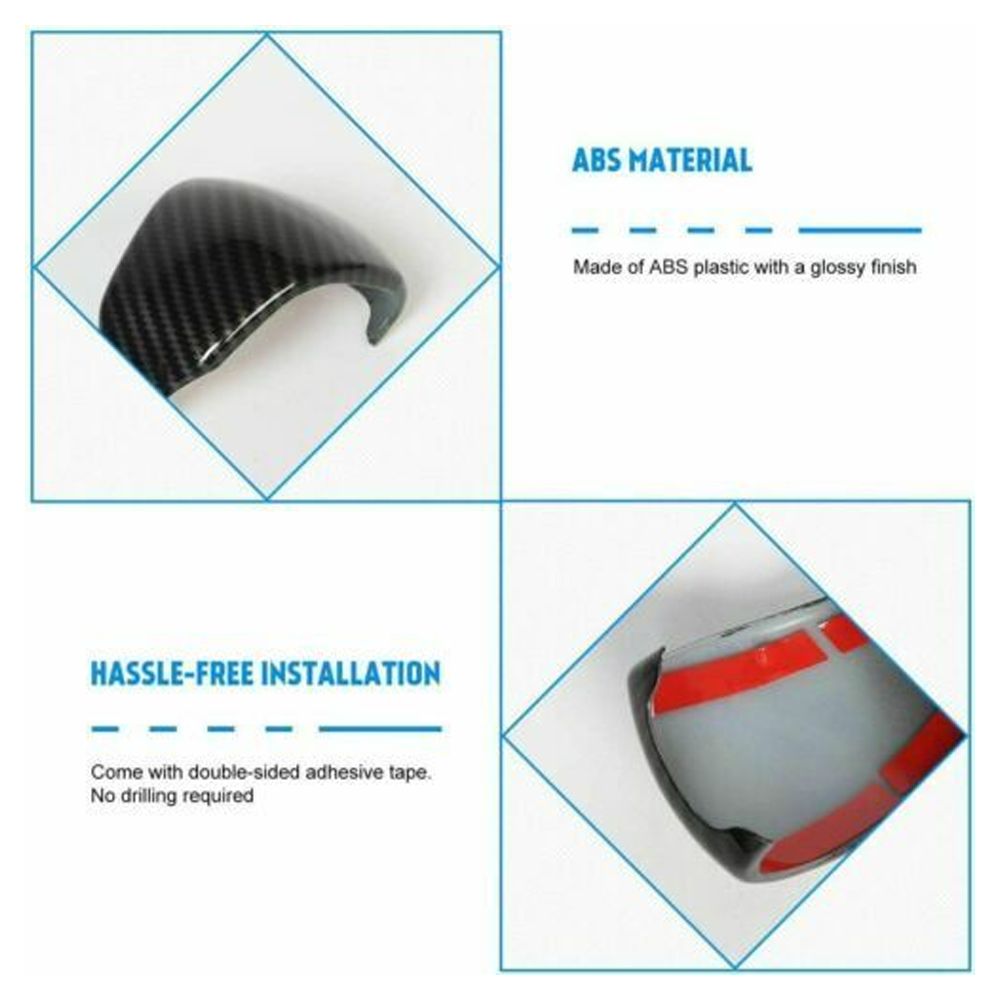 ABS MATERIAL
Made of ABS plastic with a glossy finish
HASSLE-FREE INSTALLATION
Come with double-sided adhesive tape.
No drilling required